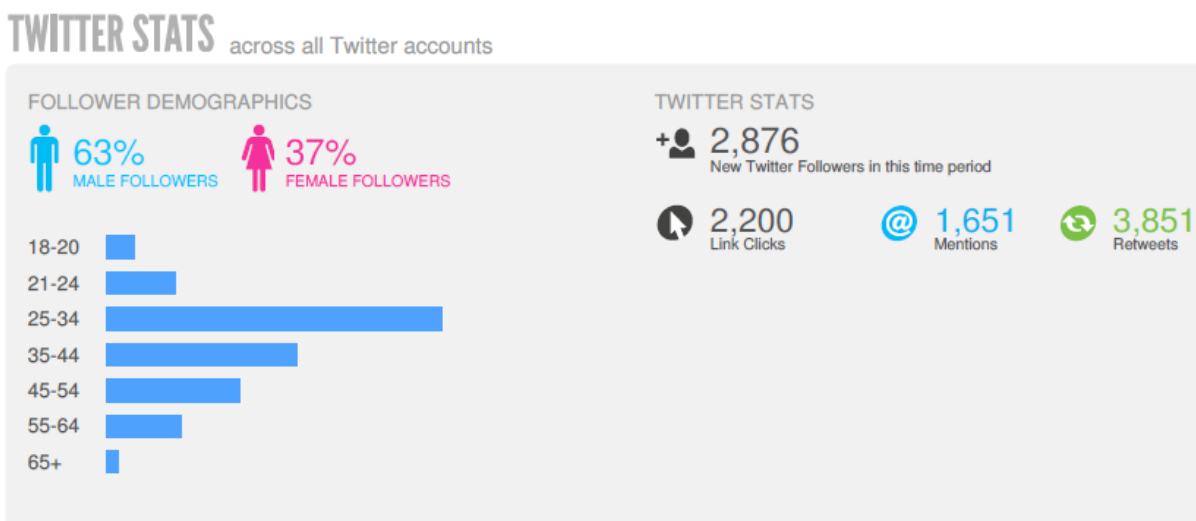 TWITTER STATS across all Twitter accounts
FOLLOWER DEMOGRAPHICS
63%
MALE FOLLOWERS
37%
FEMALE FOLLOWERS
18-20
21-24
25-34
35-44
45-54
55-64
65+
TWITTER STATS
2,876
New Twitter Followers in this time period
2,200
Link Clicks
@ 1,651
Mentions
3,851
Retweets